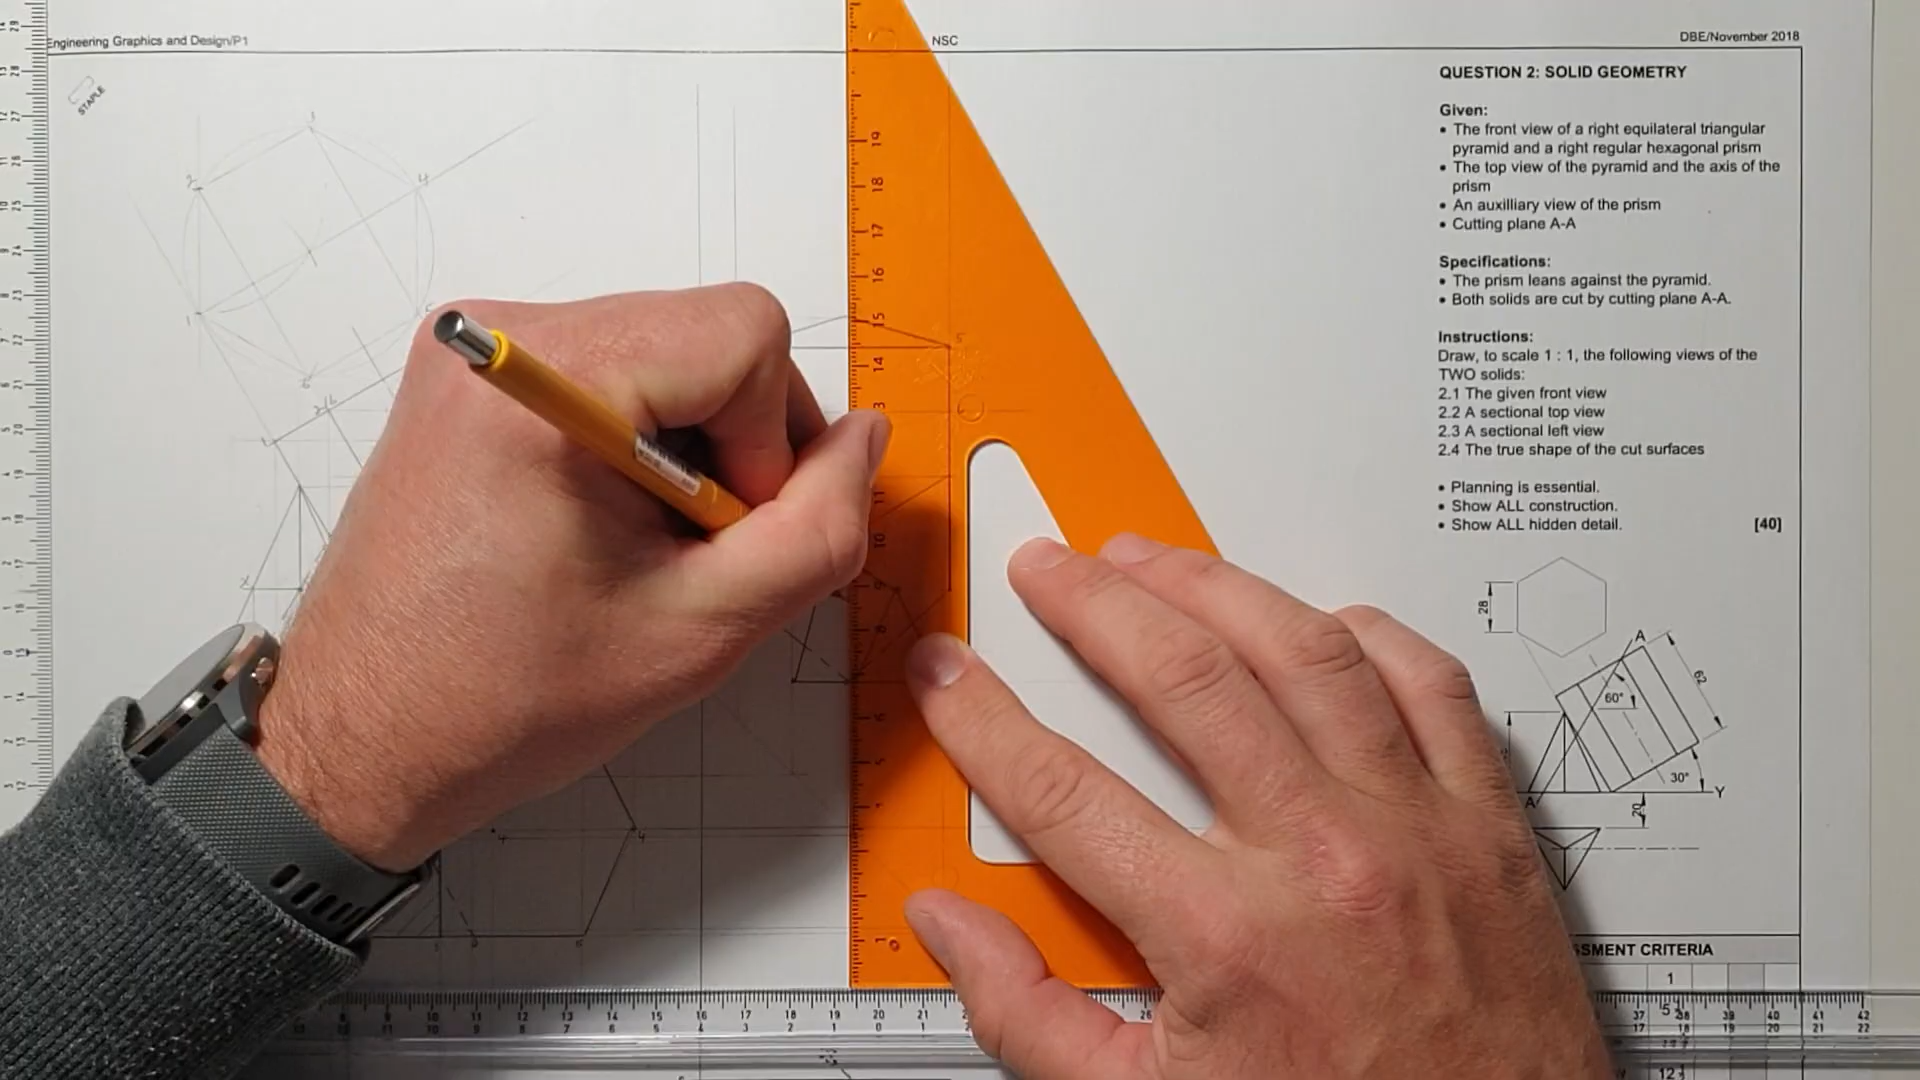 Engineering Graphics and Design/P1
NSC
DBE/November 2018
STAPLE
QUESTION 2: SOLID GEOMETRY
Given:
• The front view of a right equilateral triangular
pyramid and a right regular hexagonal prism
• The top view of the pyramid and the axis of the
prism
• An auxilliary view of the prism
• Cutting plane A-A
Specifications:
• The prism leans against the pyramid.
• Both solids are cut by cutting plane A-A.
Instructions:
Draw, to scale 1 : 1, the following views of the
TWO solids:
2.1 The given front view
2.2 A sectional top view
2.3 A sectional left view
2.4 The true shape of the cut surfaces
• Planning is essential.
• Show ALL construction.
• Show ALL hidden detail. [40]
28
A
62
60°
30°
A
Y
20
SSMENT CRITERIA
1